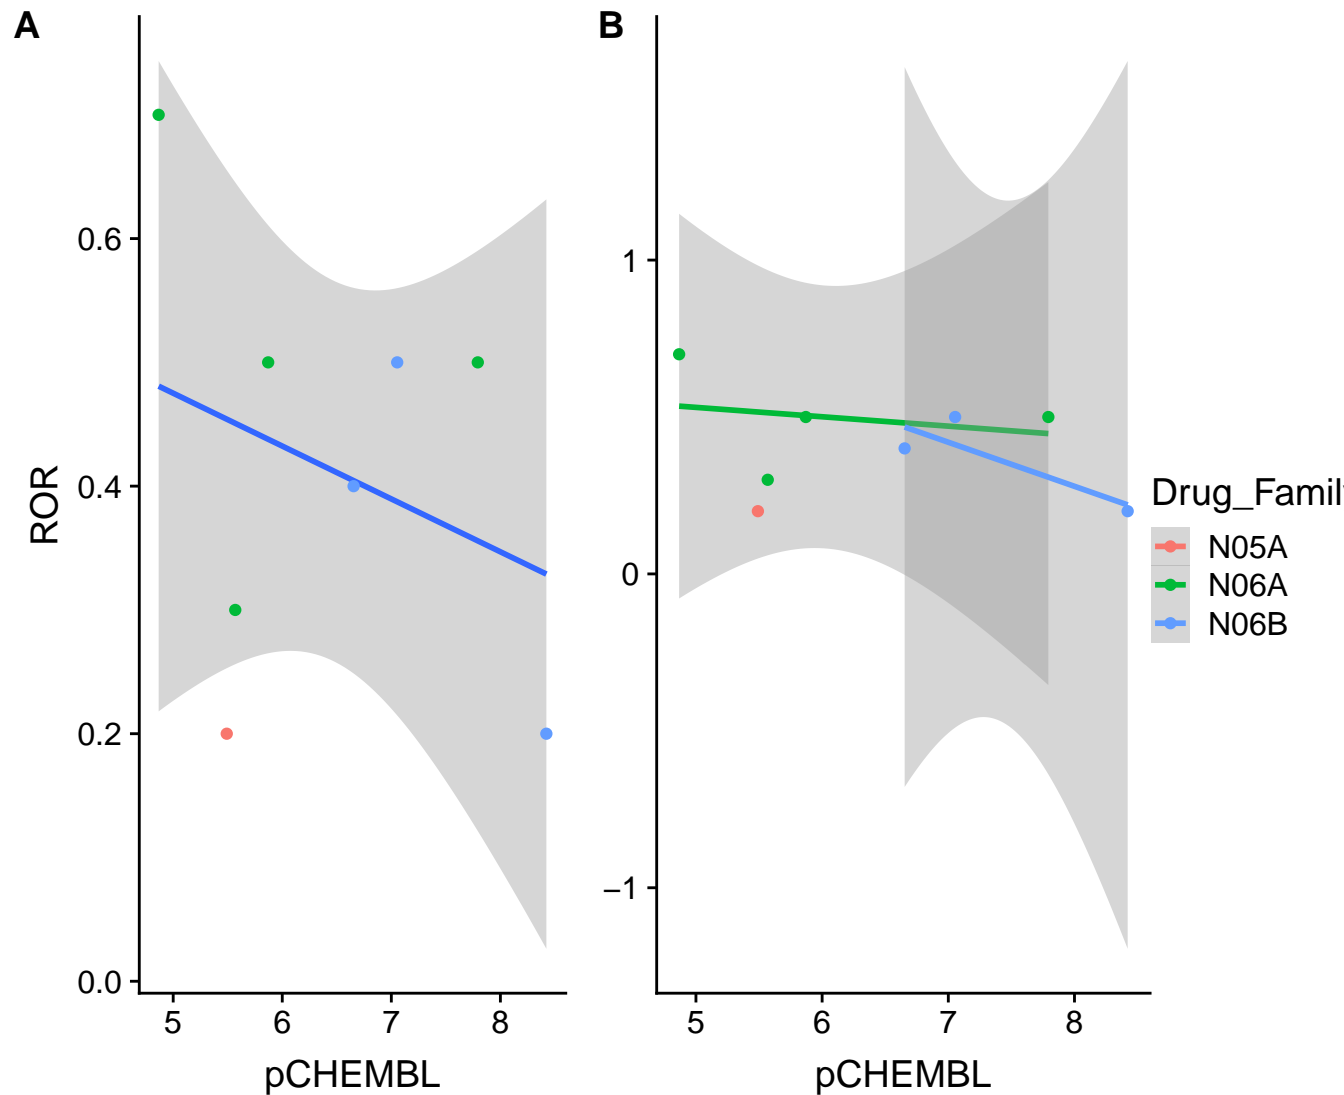 A
B
ROR
0.6
0.4
0.2
0.0
5 6 7 8
pCHEMBL
1
0
−1
5 6 7 8
pCHEMBL
Drug_Famil
N05A
N06A
N06B